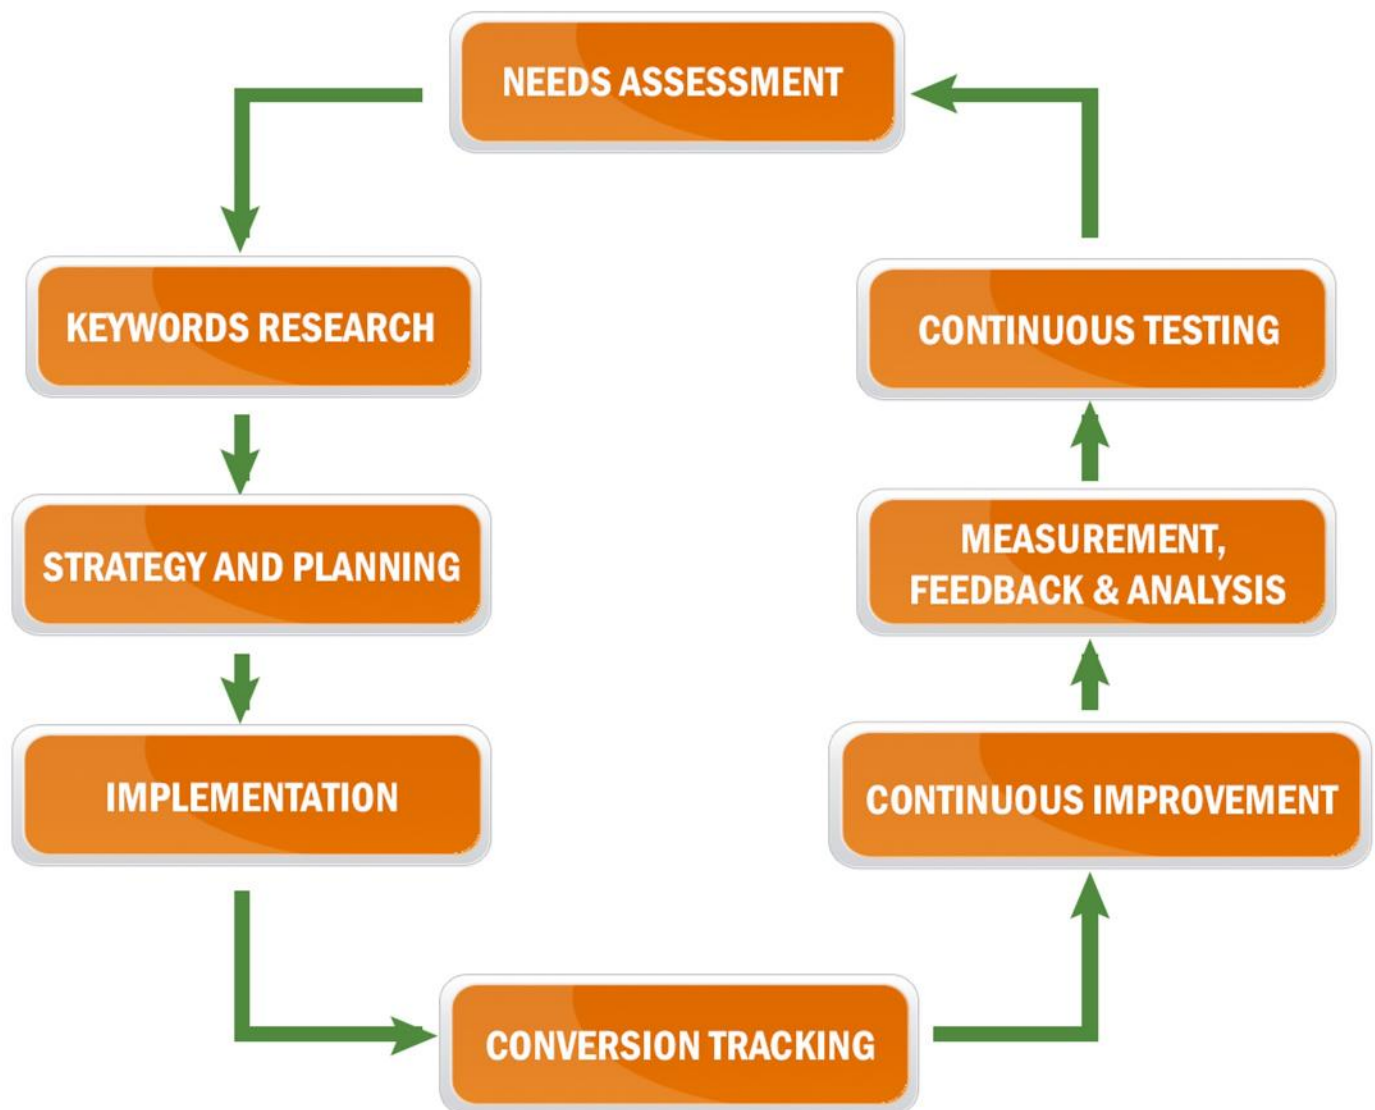 NEEDS ASSESSMENT
KEYWORDS RESEARCH
STRATEGY AND PLANNING
IMPLEMENTATION
CONVERSION TRACKING
CONTINUOUS IMPROVEMENT
MEASUREMENT,
FEEDBACK & ANALYSIS
CONTINUOUS TESTING